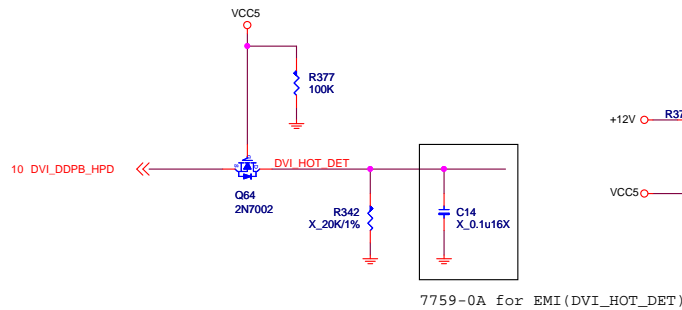 VCC5
R377
100K
+12V
R37
10 DVI_DDPB_HPD
DVI_HOT_DET
VCC5
Q64
2N7002
R342
X_20K/1%
C14
X_0.1u16X
7759-0A for EMI(DVI_HOT_DET)